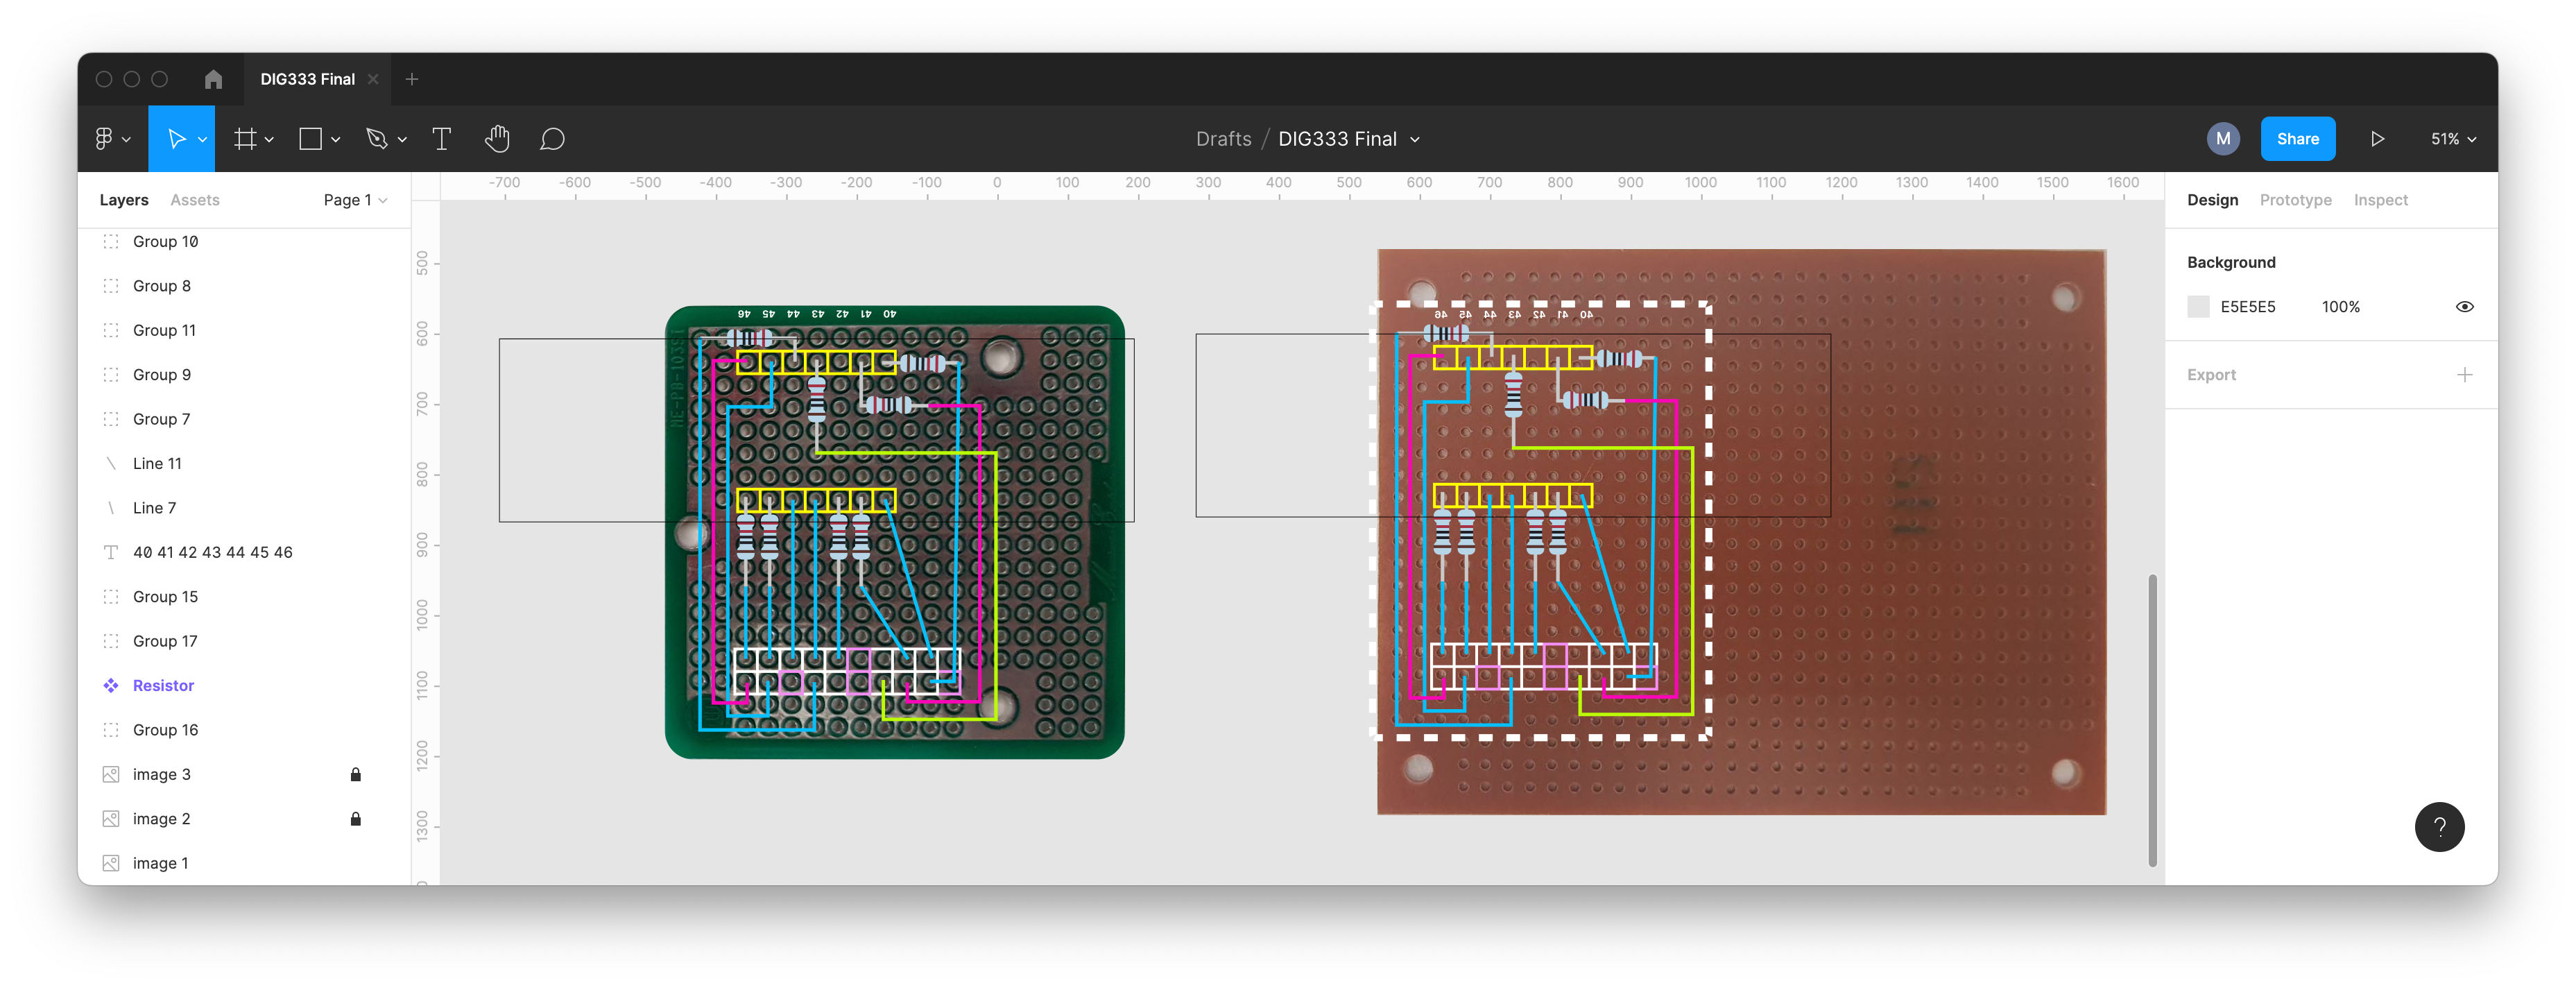 DIG333 Final
Drafts / DIG333 Final
M
Share
51%
Layers
Assets
Page 1
Group 10
Group 8
Group 11
Group 9
Group 7
Line 11
Line 7
40 41 42 43 44 45 46
Group 15
Group 17
Resistor
Group 16
image 3
image 2
image 1
-700 -600 -500 -400 -300 -200 -100 0 100 200 300 400 500 600 700 800 900 1000 1100 1200 1300 1400 1500 1600
500
600
700
800
900
1000
1100
1200
1300
46 45 44 43 42 41 40
46 45 44 43 42 41 40
Design
Prototype
Inspect
Background
E5E5E5
100%
Export
?